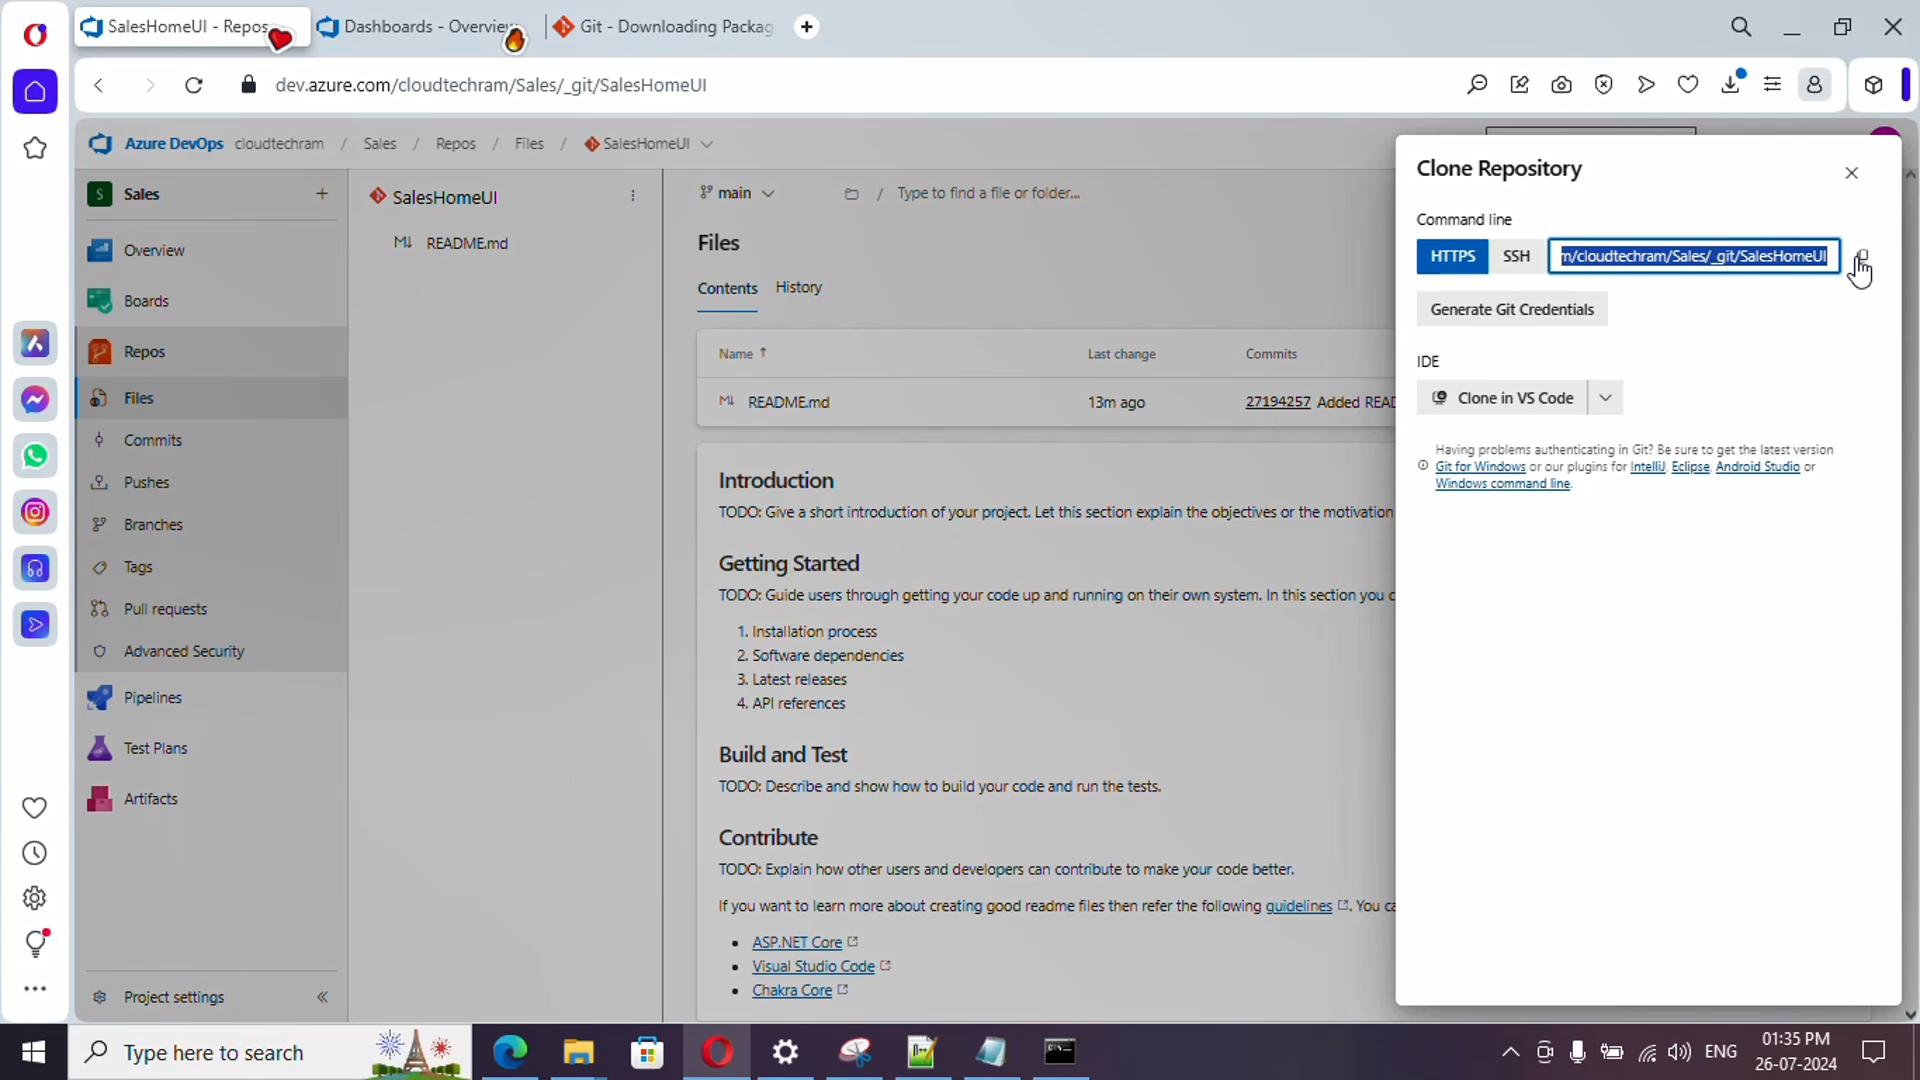 SalesHomeUI - Repos
Dashboards - Overview
Git - Downloading Packag
dev.azure.com/cloudtechram/Sales/_git/SalesHomeUI
Azure DevOps cloudtechram / Sales / Repos / Files / SalesHomeUI
S Sales
Overview
Boards
Repos
Files
Commits
Pushes
Branches
Tags
Pull requests
Advanced Security
Pipelines
Test Plans
Artifacts
Project settings
SalesHomeUI
README.md
main / Type to find a file or folder...
Files
Contents History
Name Last change Commits
README.md 13m ago 27194257 Added READ
Introduction
TODO: Give a short introduction of your project. Let this section explain the objectives or the motivation
Getting Started
TODO: Guide users through getting your code up and running on their own system. In this section you c
1. Installation process
2. Software dependencies
3. Latest releases
4. API references
Build and Test
TODO: Describe and show how to build your code and run the tests.
Contribute
TODO: Explain how other users and developers can contribute to make your code better.
If you want to learn more about creating good readme files then refer the following guidelines. You ca
ASP.NET Core
Visual Studio Code
Chakra Core
Clone Repository
Command line
HTTPS SSH m/cloudtechram/Sales/_git/SalesHomeUI
Generate Git Credentials
IDE
Clone in VS Code
Having problems authenticating in Git? Be sure to get the latest version
Git for Windows or our plugins for IntelliJ, Eclipse, Android Studio or
Windows command line.
Type here to search
ENG
01:35 PM
26-07-2024